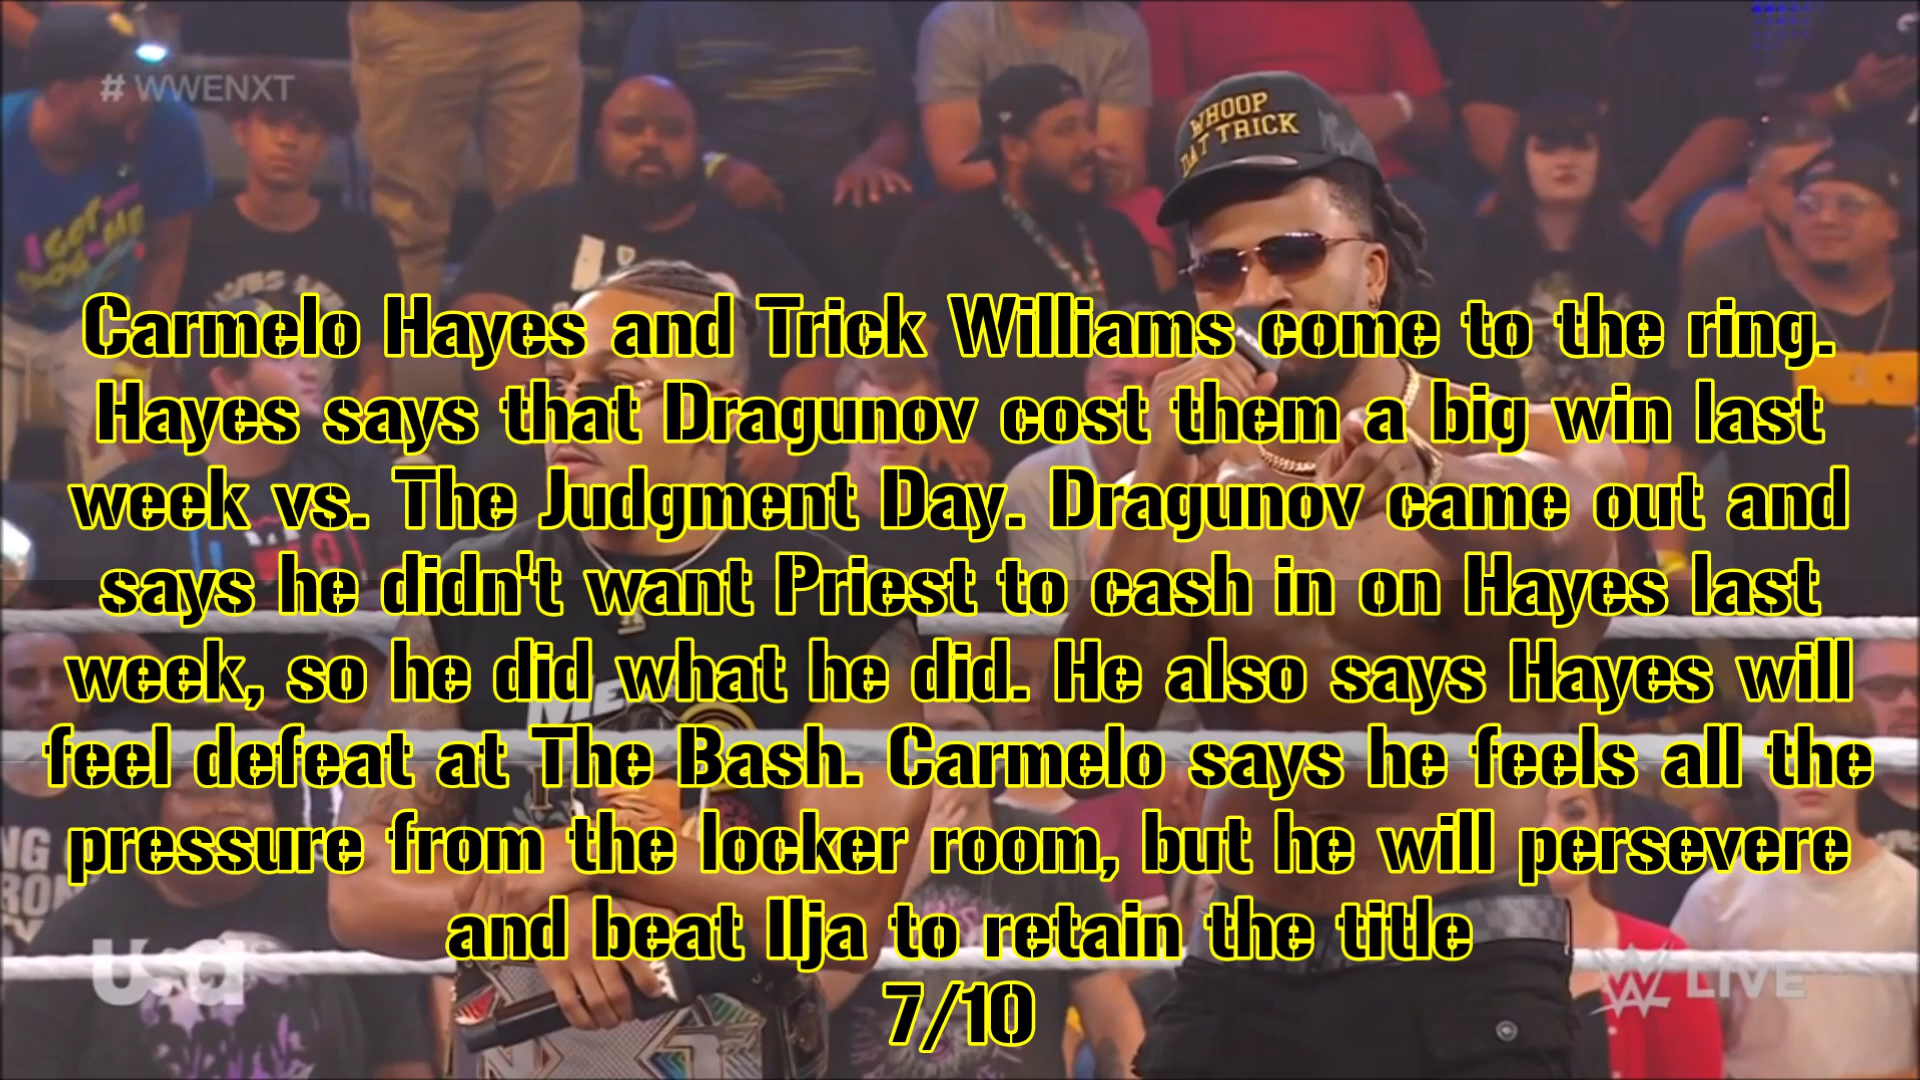 # WWENXT
WHOOP
DAT TRICK
Carmelo Hayes and Trick Williams come to the ring.
Hayes says that Dragunov cost them a big win last
week vs. The Judgment Day. Dragunov came out and
says he didn't want Priest to cash in on Hayes last
week, so he did what he did. He also says Hayes will
feel defeat at The Bash. Carmelo says he feels all the
pressure from the locker room, but he will persevere
and beat Ilja to retain the title
7/10
usa
LIVE